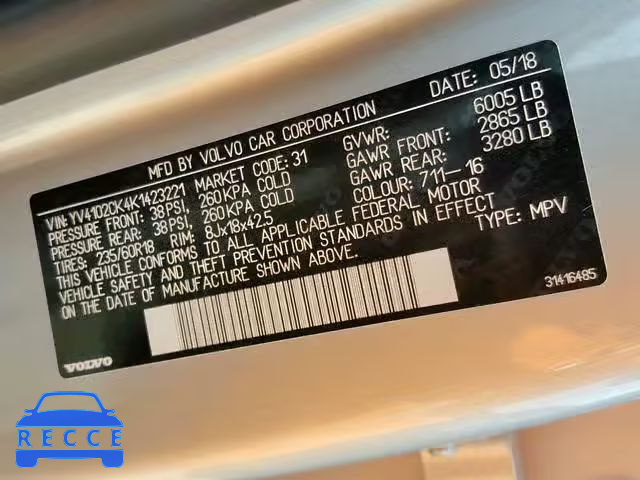 MFD BY VOLVO CAR CORPORATION DATE: 05/18
VIN: YV4102CK4K1423221 MARKET CODE: 31 GVWR: 6005 LB
PRESSURE FRONT: 38PSI, 260KPA COLD GAWR FRONT: 2865 LB
PRESSURE REAR: 38PSI, 260KPA COLD GAWR REAR: 3280 LB
TIRES: 235/60R18 RIM: 8Jx18x42.5 COLOUR: 711-16
THIS VEHICLE CONFORMS TO ALL APPLICABLE FEDERAL MOTOR
VEHICLE SAFETY AND THEFT PREVENTION STANDARDS IN EFFECT
ON THE DATE OF MANUFACTURE SHOWN ABOVE. TYPE: MPV
31416485
VOLVO
RECCE